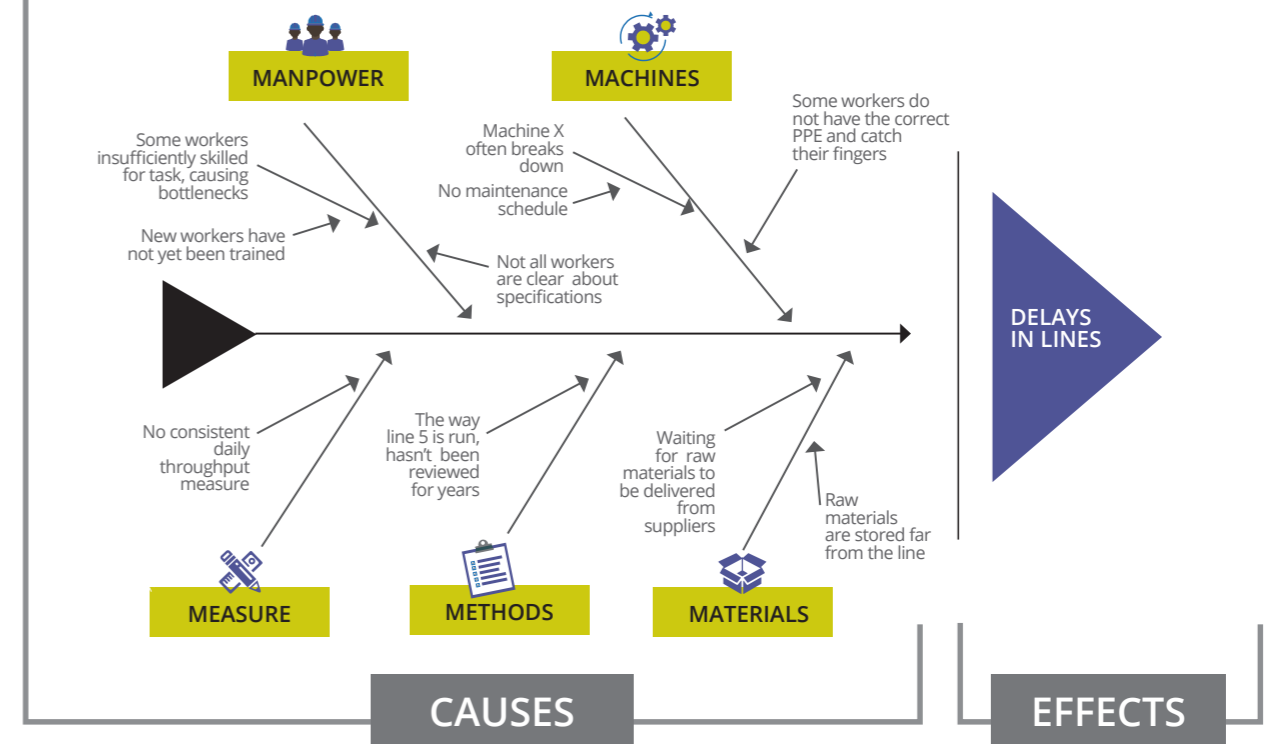 MANPOWER
MACHINES
Some workers
insufficiently skilled
for task, causing
bottlenecks
New workers have
not yet been trained
Not all workers
are clear about
specifications
Machine X
often breaks
down
No maintenance
schedule
Some workers do
not have the correct
PPE and catch
their fingers
DELAYS
IN LINES
No consistent
daily
throughput
measure
The way
line 5 is run,
hasn't been
reviewed
for years
Waiting
for raw
materials to
be delivered
from
suppliers
Raw
materials
are stored far
from the line
MEASURE
METHODS
MATERIALS
CAUSES
EFFECTS